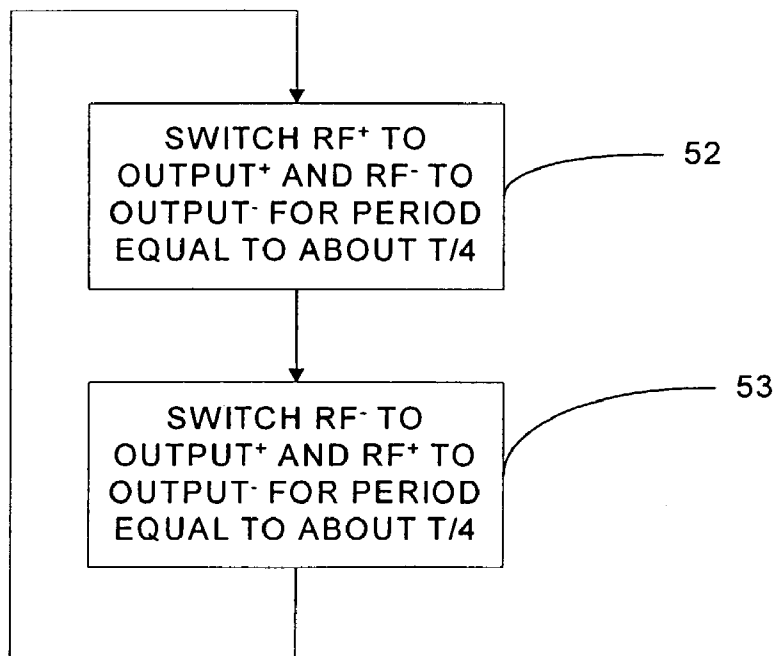 SWITCH RF⁺ TO
OUTPUT⁺ AND RF⁻ TO
OUTPUT⁻ FOR PERIOD
EQUAL TO ABOUT T/4
52
SWITCH RF⁻ TO
OUTPUT⁺ AND RF⁺ TO
OUTPUT⁻ FOR PERIOD
EQUAL TO ABOUT T/4
53